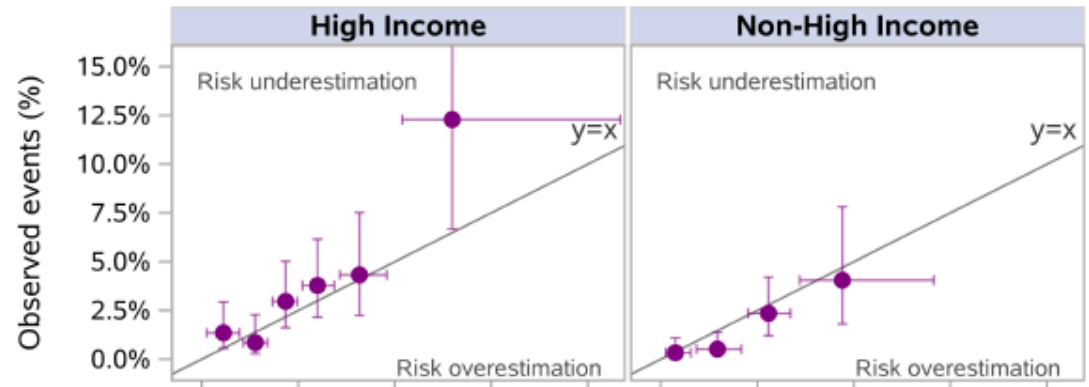 High Income
Non-High Income
Observed events (%)
15.0%
12.5%
10.0%
7.5%
5.0%
2.5%
0.0%
Risk underestimation
y=x
Risk overestimation
Risk underestimation
y=x
Risk overestimation